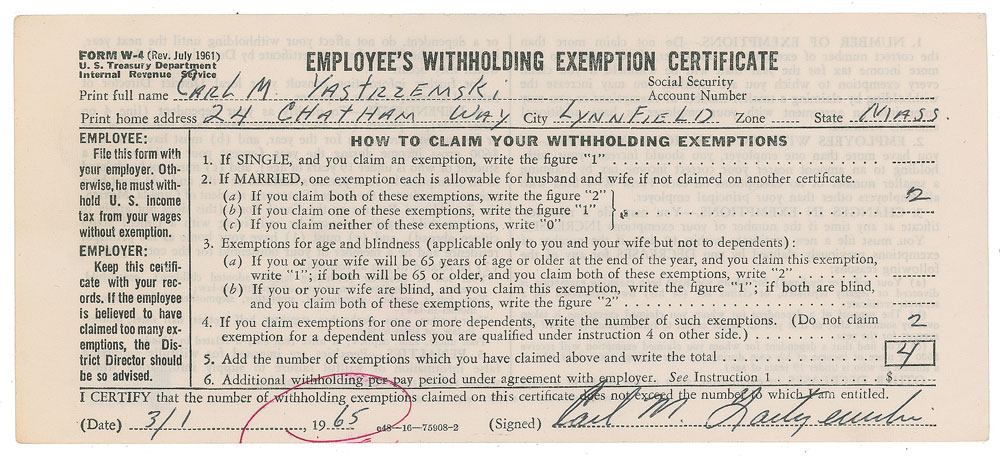 FORM W-4 (Rev. July 1961)
U. S. Treasury Department
Internal Revenue Service
EMPLOYEE'S WITHHOLDING EXEMPTION CERTIFICATE
Print full name CARL M. YASTRZEMSKI Social Security Account Number
Print home address 24 CHATHAM WAY City LYNNFIELD Zone State MASS.
EMPLOYEE:
File this form with
your employer. Oth-
erwise, he must with-
hold U. S. income
tax from your wages
without exemption.
EMPLOYER:
Keep this certifi-
cate with your rec-
ords. If the employee
is believed to have
claimed too many ex-
emptions, the Dis-
trict Director should
be so advised.
HOW TO CLAIM YOUR WITHHOLDING EXEMPTIONS
1. If SINGLE, and you claim an exemption, write the figure "1"
2. If MARRIED, one exemption each is allowable for husband and wife if not claimed on another certificate.
(a) If you claim both of these exemptions, write the figure "2"
(b) If you claim one of these exemptions, write the figure "1"
(c) If you claim neither of these exemptions, write "0"
2
3. Exemptions for age and blindness (applicable only to you and your wife but not to dependents):
(a) If you or your wife will be 65 years of age or older at the end of the year, and you claim this exemption,
write "1"; if both will be 65 or older, and you claim both of these exemptions, write "2"
(b) If you or your wife are blind, and you claim this exemption, write the figure "1"; if both are blind,
and you claim both of these exemptions, write the figure "2"
4. If you claim exemptions for one or more dependents, write the number of such exemptions. (Do not claim
exemption for a dependent unless you are qualified under instruction 4 on other side.) 2
5. Add the number of exemptions which you have claimed above and write the total 4
6. Additional withholding per pay period under agreement with employer. See Instruction 1 $
I CERTIFY that the number of withholding exemptions claimed on this certificate does not exceed the number to which I am entitled.
(Date) 3/1, 1965 c48—16—75908-2 (Signed) Carl M. Yastrzemski